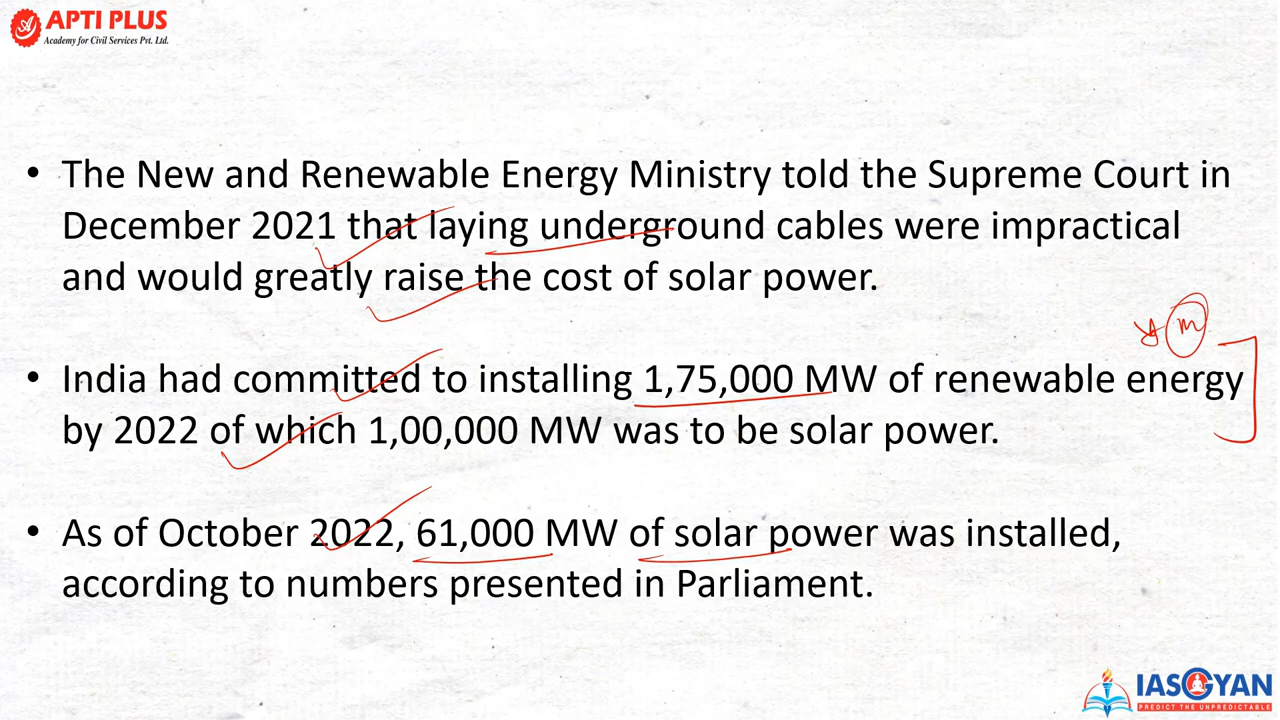 APTI PLUS
Academy for Civil Services Pvt. Ltd.
• The New and Renewable Energy Ministry told the Supreme Court in
December 2021 that laying underground cables were impractical
and would greatly raise the cost of solar power.
m
• India had committed to installing 1,75,000 MW of renewable energy
by 2022 of which 1,00,000 MW was to be solar power.
• As of October 2022, 61,000 MW of solar power was installed,
according to numbers presented in Parliament.
IASGYAN
PREDICT THE UNPREDICTABLE